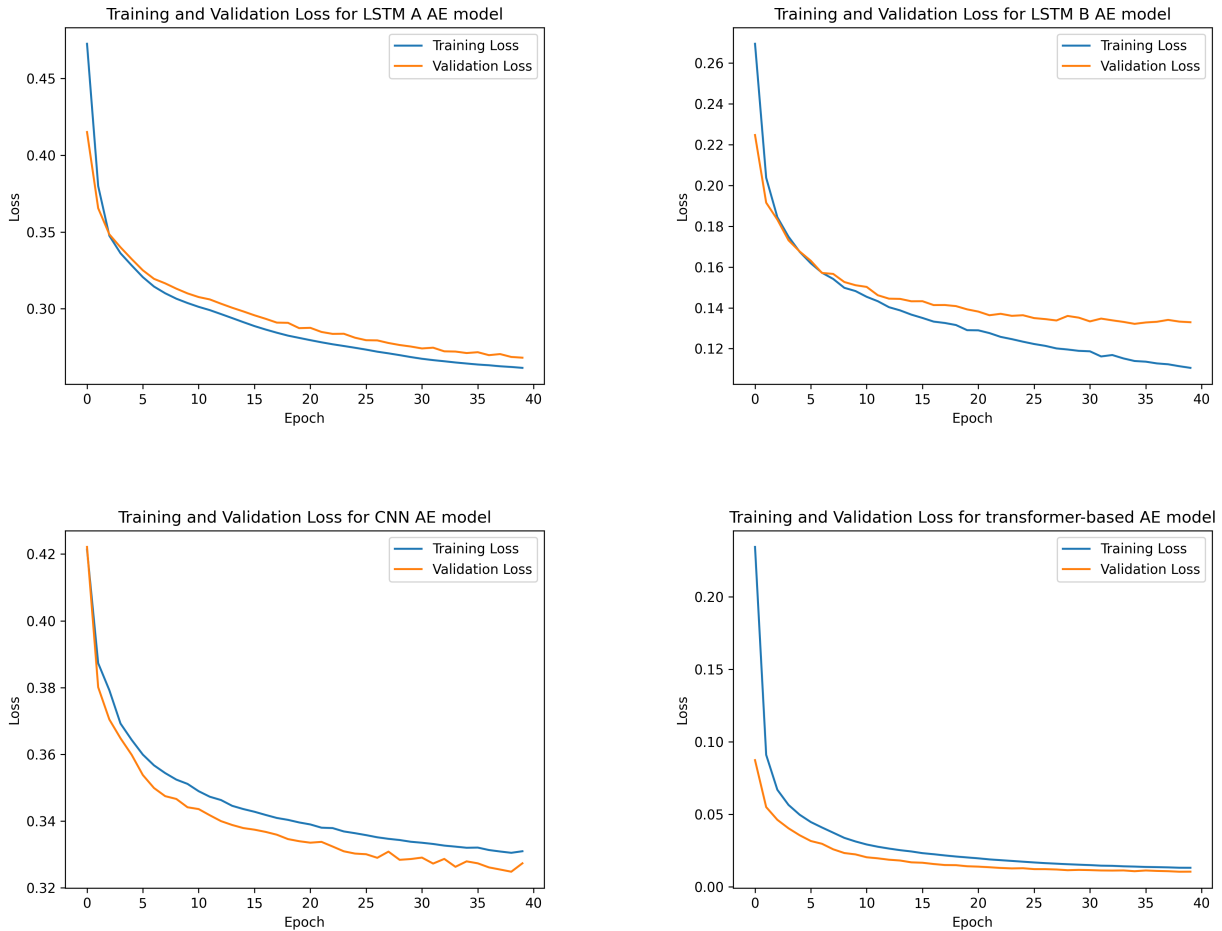 Training and Validation Loss for LSTM A AE model
Training Loss
Validation Loss
0.45
0.40
0.35
0.30
Loss
0 5 10 15 20 25 30 35 40
Epoch
Training and Validation Loss for LSTM B AE model
Training Loss
Validation Loss
0.26
0.24
0.22
0.20
0.18
0.16
0.14
0.12
Loss
0 5 10 15 20 25 30 35 40
Epoch
Training and Validation Loss for CNN AE model
Training Loss
Validation Loss
0.42
0.40
0.38
0.36
0.34
0.32
Loss
0 5 10 15 20 25 30 35 40
Epoch
Training and Validation Loss for transformer-based AE model
Training Loss
Validation Loss
0.20
0.15
0.10
0.05
0.00
Loss
0 5 10 15 20 25 30 35 40
Epoch